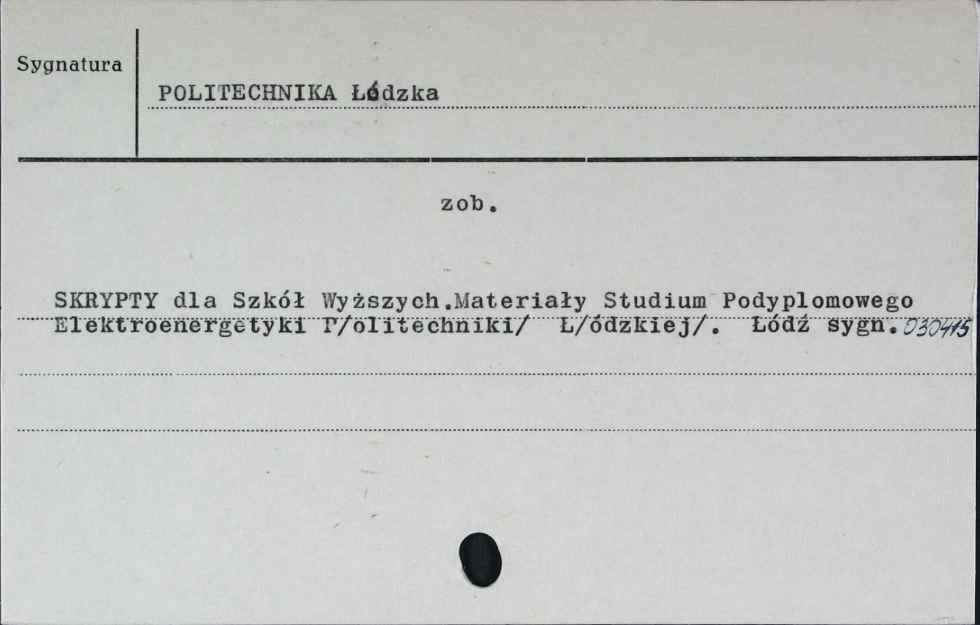 Sygnatura
POLITECHNIKA Łódzka
zob.
SKRYPTY dla Szkół Wyższych.Materiały Studium Podyplomowego
Elektroenergetyki P/olitechniki/ Ł/ódzkiej/. Łódź sygn.030415